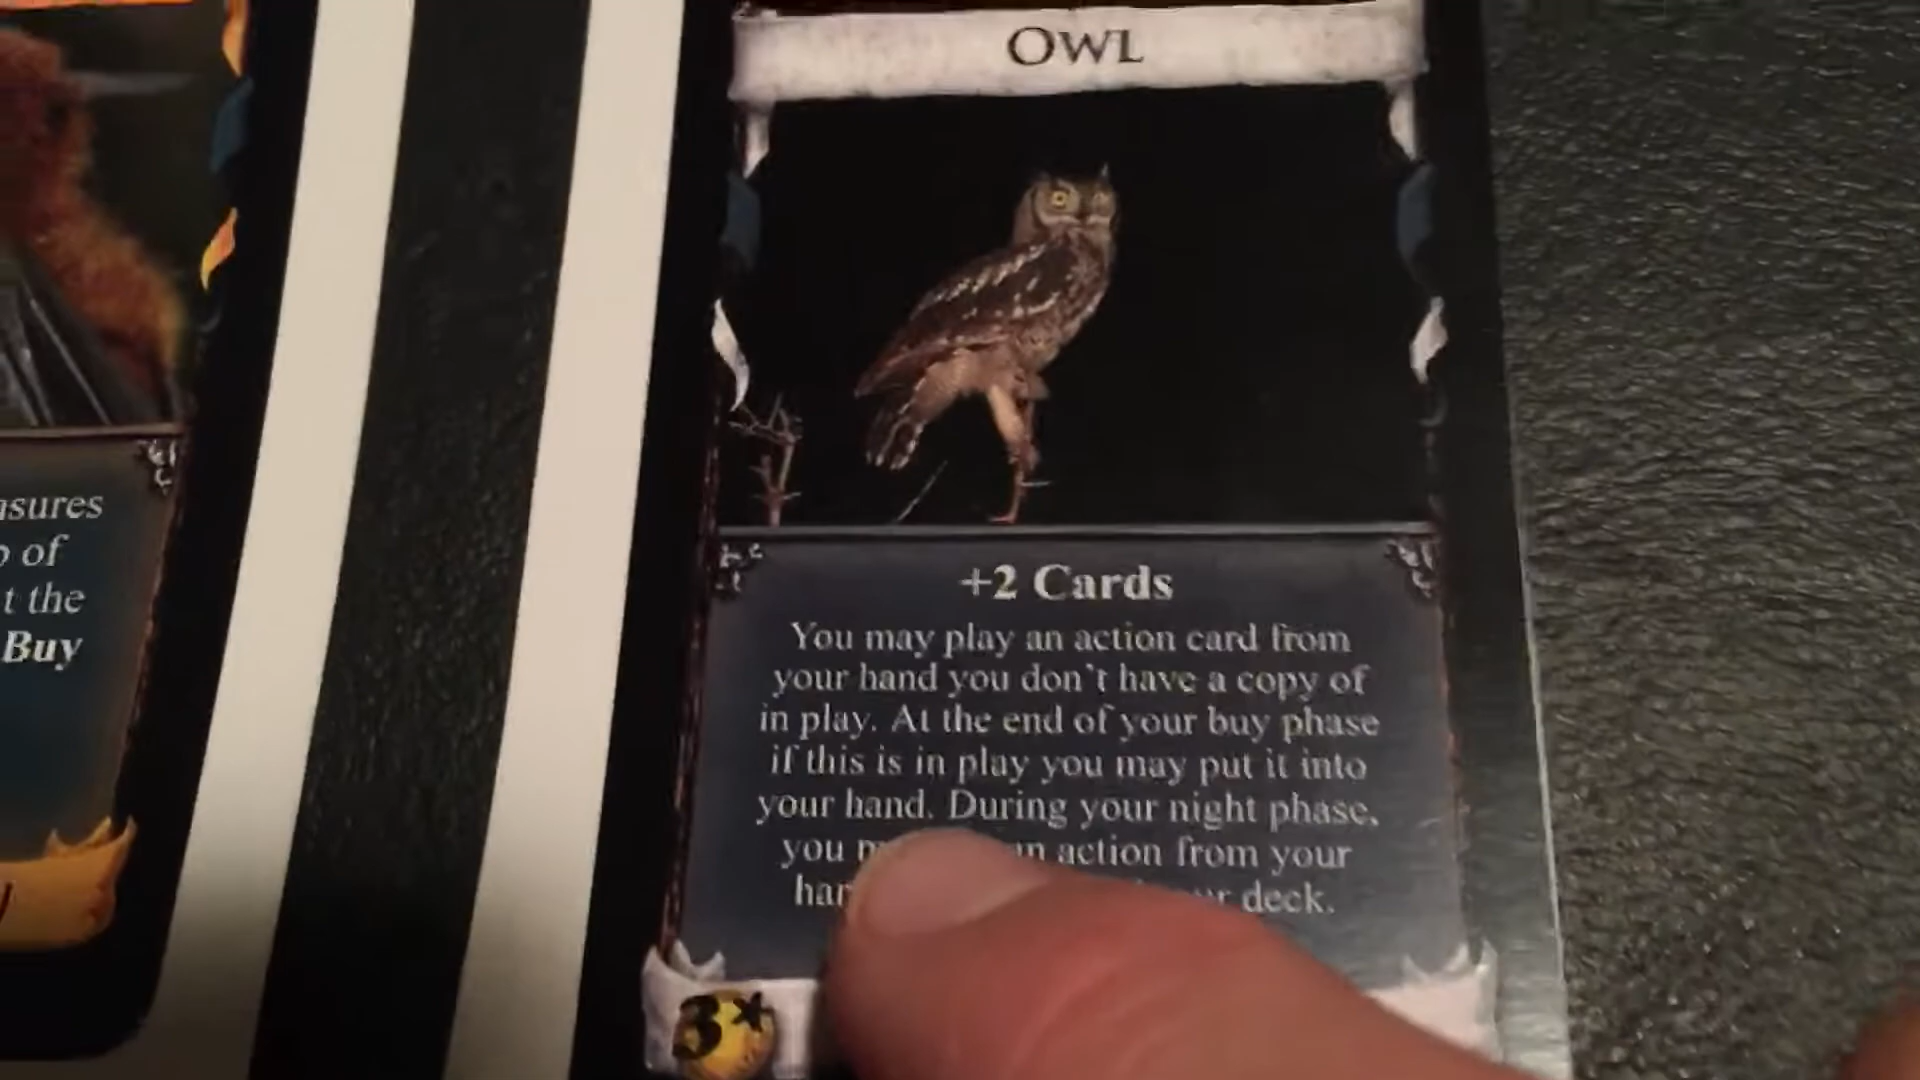 OWL
+2 Cards
You may play an action card from
your hand you don't have a copy of
in play. At the end of your buy phase
if this is in play you may put it into
your hand. During your night phase,
you an action from your
deck.
3*
of
t the
Buy